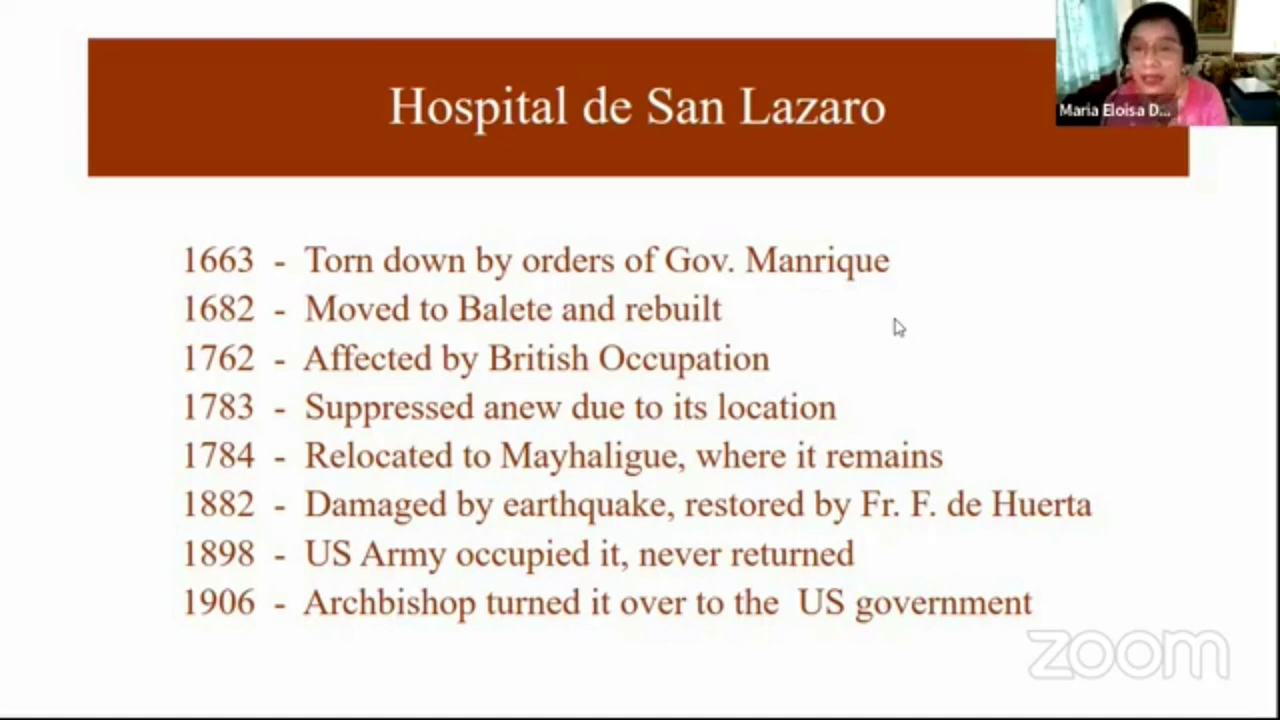 Hospital de San Lazaro
Maria Eloisa D...
1663 - Torn down by orders of Gov. Manrique
1682 - Moved to Balete and rebuilt
1762 - Affected by British Occupation
1783 - Suppressed anew due to its location
1784 - Relocated to Mayhaligue, where it remains
1882 - Damaged by earthquake, restored by Fr. F. de Huerta
1898 - US Army occupied it, never returned
1906 - Archbishop turned it over to the US government
zoom